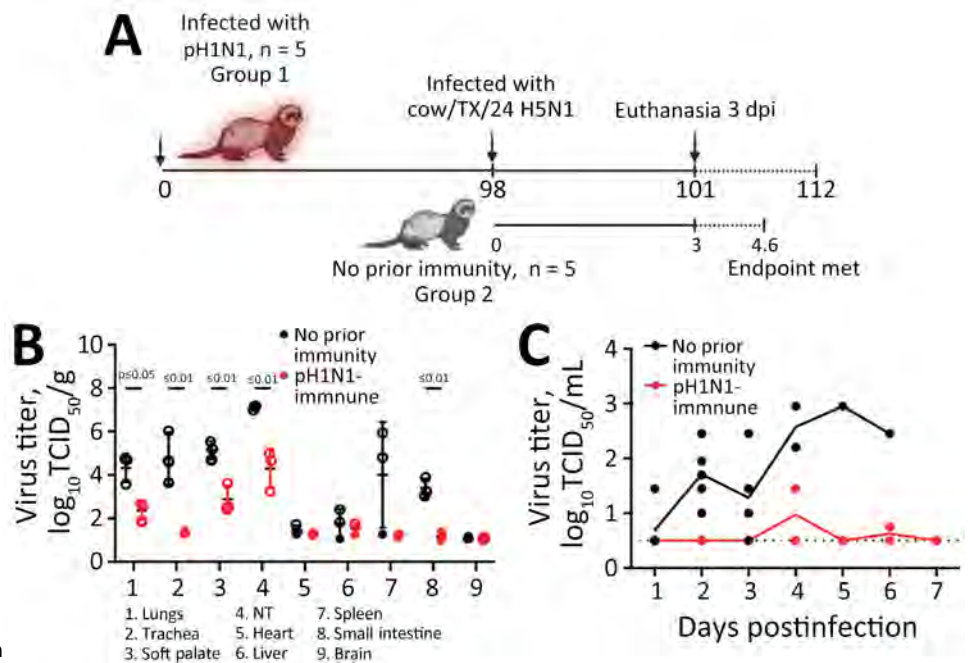 A
Infected with
pH1N1, n = 5
Group 1
Infected with
cow/TX/24 H5N1
Euthanasia 3 dpi
0
98
101
112
No prior immunity, n = 5
Group 2
0
3
4.6
Endpoint met
B
Virus titer,
log10 TCID50/g
10
8
6
4
2
0
No prior
immunity
pH1N1-
immnune
p≤0.05
≤0.01
≤0.01
≤0.01
≤0.01
1 2 3 4 5 6 7 8 9
1. Lungs
2. Trachea
3. Soft palate
4. NT
5. Heart
6. Liver
7. Spleen
8. Small intestine
9. Brain
C
Virus titer,
log10 TCID50/mL
4
3
2
1
0
No prior
immunity
pH1N1-
immnune
1 2 3 4 5 6 7
Days postinfection